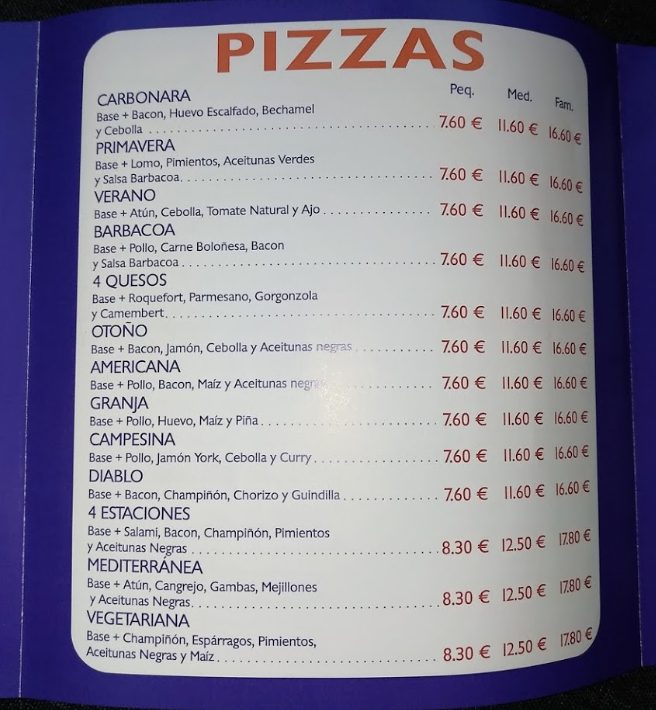 PIZZAS
Peq. Med. Fam.
CARBONARA
Base + Bacon, Huevo Escalfado, Bechamel
y Cebolla ........ 7.60 € 11.60 € 16.60 €
PRIMAVERA
Base + Lomo, Pimientos, Aceitunas Verdes
y Salsa Barbacoa ........ 7.60 € 11.60 € 16.60 €
VERANO
Base + Atún, Cebolla, Tomate Natural y Ajo ........ 7.60 € 11.60 € 16.60 €
BARBACOA
Base + Pollo, Carne Boloñesa, Bacon
y Salsa Barbacoa ........ 7.60 € 11.60 € 16.60 €
4 QUESOS
Base + Roquefort, Parmesano, Gorgonzola
y Camembert ........ 7.60 € 11.60 € 16.60 €
OTOÑO
Base + Bacon, Jamón, Cebolla y Aceitunas negras ........ 7.60 € 11.60 € 16.60 €
AMERICANA
Base + Pollo, Bacon, Maíz y Aceitunas negras ........ 7.60 € 11.60 € 16.60 €
GRANJA
Base + Pollo, Huevo, Maíz y Piña ........ 7.60 € 11.60 € 16.60 €
CAMPESINA
Base + Pollo, Jamón York, Cebolla y Curry ........ 7.60 € 11.60 € 16.60 €
DIABLO
Base + Bacon, Champiñón, Chorizo y Guindilla ........ 7.60 € 11.60 € 16.60 €
4 ESTACIONES
Base + Salami, Bacon, Champiñón, Pimientos
y Aceitunas Negras ........ 8.30 € 12.50 € 17.80 €
MEDITERRÁNEA
Base + Atún, Cangrejo, Gambas, Mejillones
y Aceitunas Negras ........ 8.30 € 12.50 € 17.80 €
VEGETARIANA
Base + Champiñón, Espárragos, Pimientos,
Aceitunas Negras y Maíz ........ 8.30 € 12.50 € 17.80 €